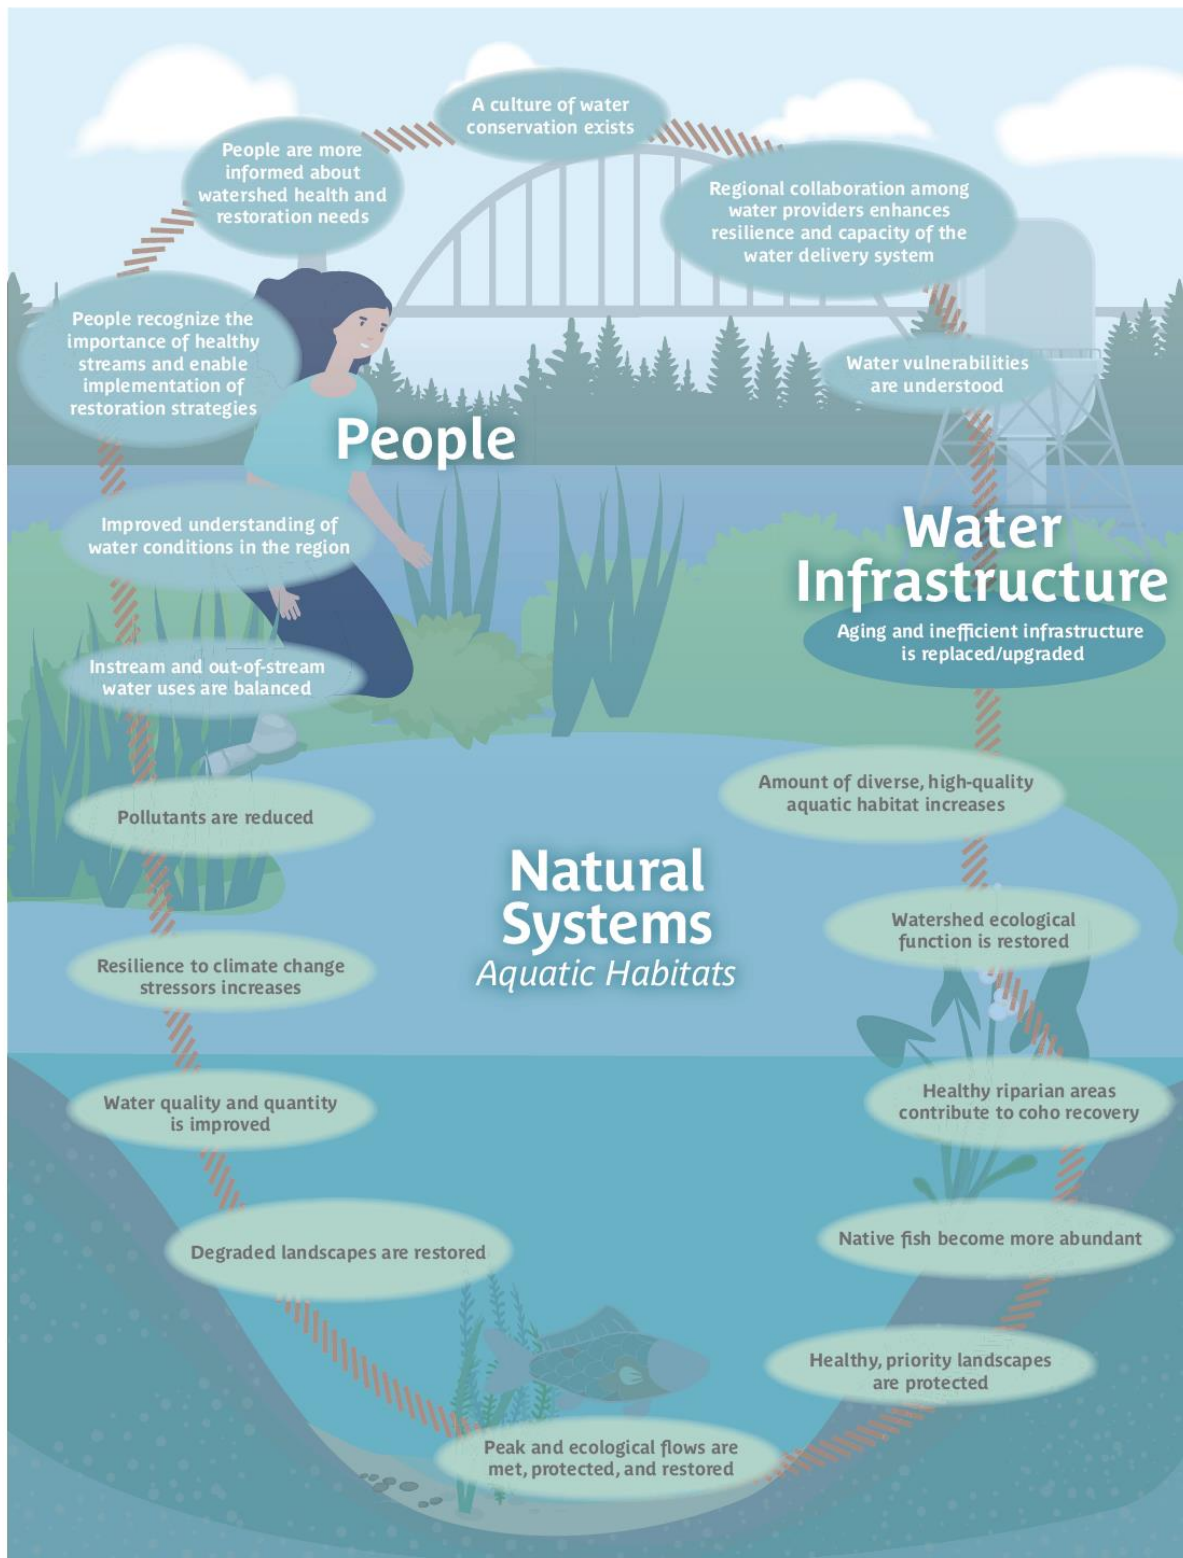 A culture of water
conservation exists
People are more
informed about
watershed health and
restoration needs
Regional collaboration among
water providers enhances
resilience and capacity of the
water delivery system
People recognize the
importance of healthy
streams and enable
implementation of
restoration strategies
Water vulnerabilities
are understood
People
Improved understanding of
water conditions in the region
Water
Infrastructure
Aging and inefficient infrastructure
is replaced/upgraded
Instream and out-of-stream
water uses are balanced
Amount of diverse, high-quality
aquatic habitat increases
Pollutants are reduced
Natural
Systems
Aquatic Habitats
Watershed ecological
function is restored
Resilience to climate change
stressors increases
Healthy riparian areas
contribute to coho recovery
Water quality and quantity
is improved
Native fish become more abundant
Degraded landscapes are restored
Healthy, priority landscapes
are protected
Peak and ecological flows are
met, protected, and restored